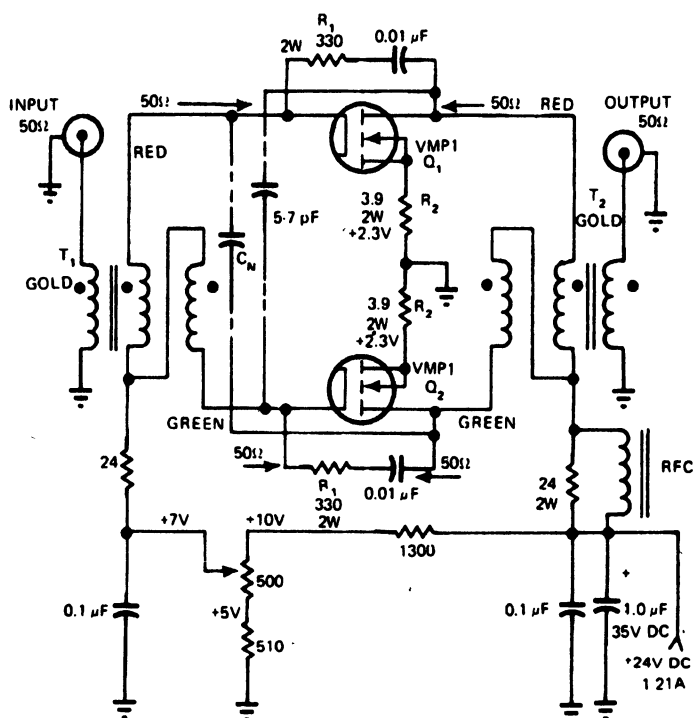 R1
330
2W
0.01 µF
INPUT
50Ω
50Ω
50Ω
RED
OUTPUT
50Ω
RED
VMP1
Q1
5·7 pF
3.9
2W
+2.3V
R2
T2
GOLD
T1
GOLD
CN
3.9
2W
+2.3V
R2
VMP1
Q2
GREEN
GREEN
50Ω
50Ω
R1
330
2W
0.01 µF
24
24
2W
RFC
+7V
+10V
1300
500
+5V
510
0.1 µF
0.1 µF
+
1.0 µF
35V DC
+24V DC
1 21A